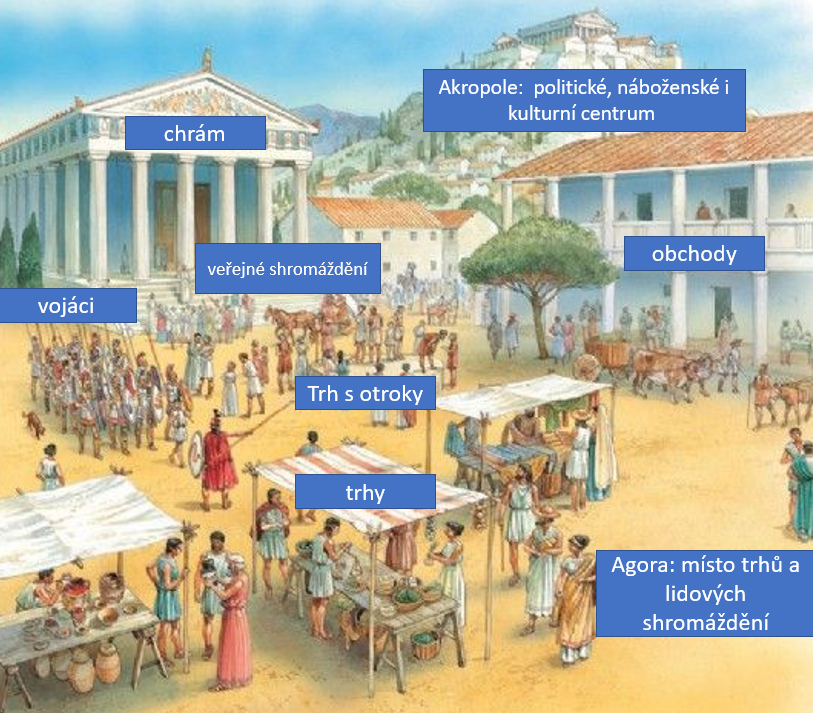 Akropole: politické, náboženské i
kulturní centrum
chrám
veřejné shromáždění
obchody
vojáci
Trh s otroky
trhy
Agora: místo trhů a
lidových
shromáždění